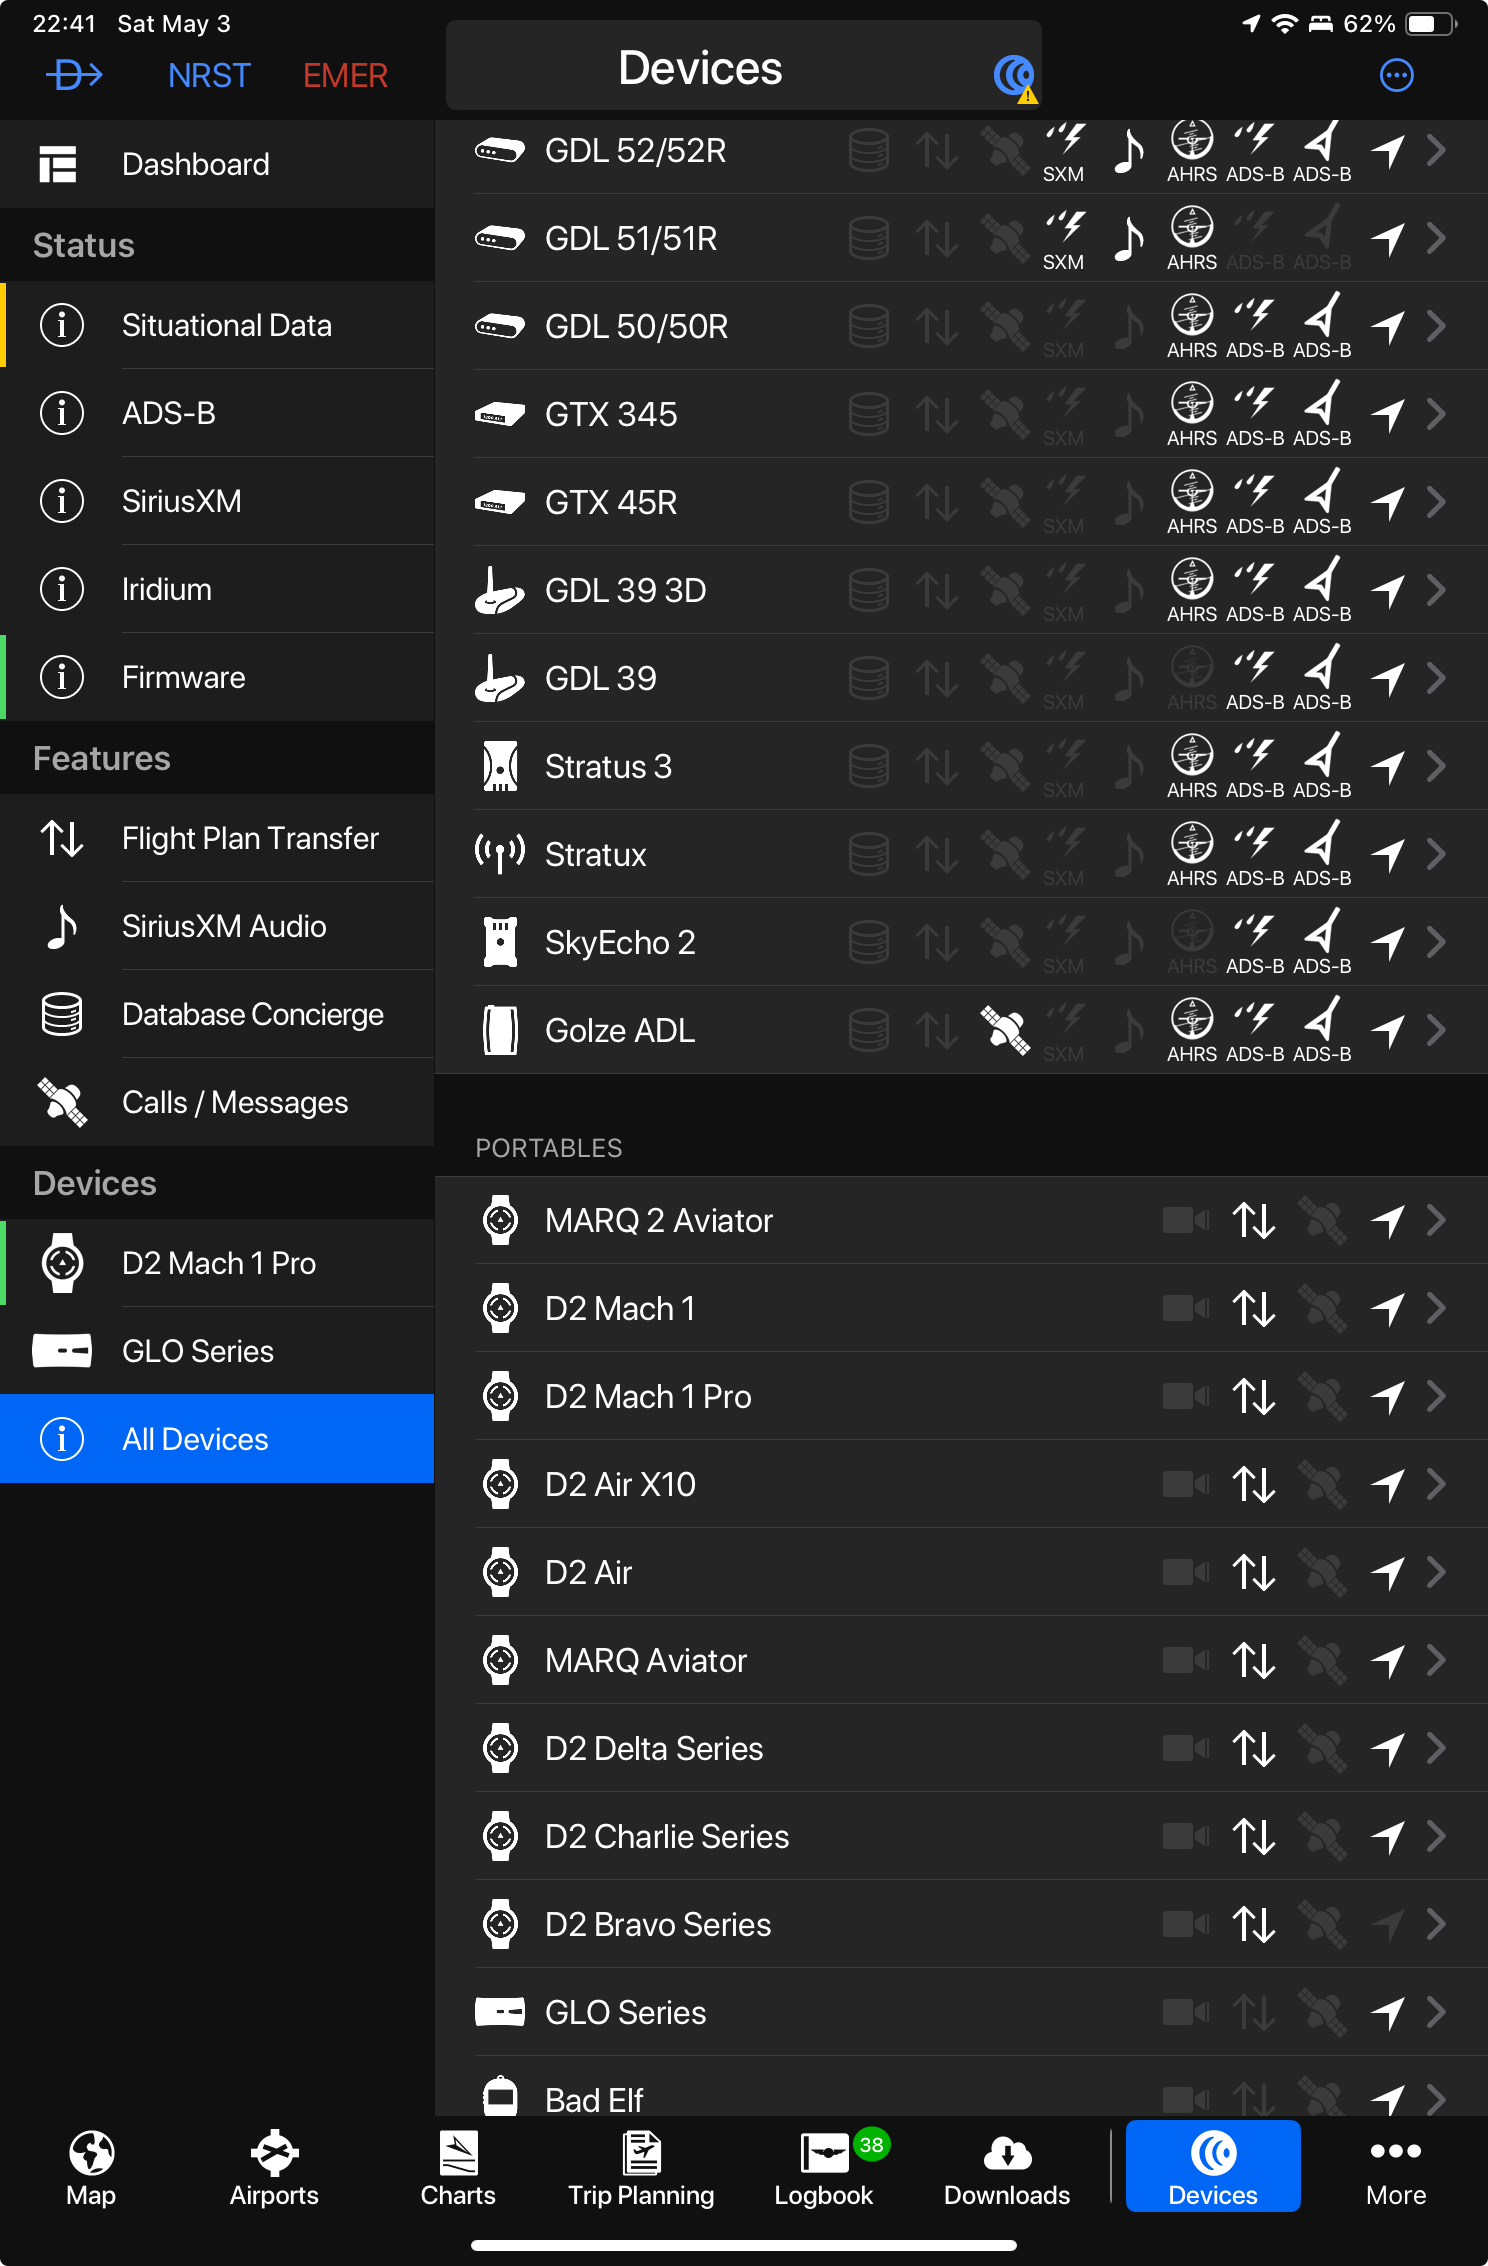 22:41 Sat May 3
62%
NRST EMER
Devices
Dashboard
Status
Situational Data
ADS-B
SiriusXM
Iridium
Firmware
Features
Flight Plan Transfer
SiriusXM Audio
Database Concierge
Calls / Messages
Devices
D2 Mach 1 Pro
GLO Series
All Devices
GDL 52/52R
SXM AHRS ADS-B ADS-B
GDL 51/51R
SXM AHRS ADS-B ADS-B
GDL 50/50R
SXM AHRS ADS-B ADS-B
GTX 345
SXM AHRS ADS-B ADS-B
GTX 45R
SXM AHRS ADS-B ADS-B
GDL 39 3D
SXM AHRS ADS-B ADS-B
GDL 39
SXM AHRS ADS-B ADS-B
Stratus 3
SXM AHRS ADS-B ADS-B
Stratux
SXM AHRS ADS-B ADS-B
SkyEcho 2
SXM AHRS ADS-B ADS-B
Golze ADL
SXM AHRS ADS-B ADS-B
PORTABLES
MARQ 2 Aviator
D2 Mach 1
D2 Mach 1 Pro
D2 Air X10
D2 Air
MARQ Aviator
D2 Delta Series
D2 Charlie Series
D2 Bravo Series
GLO Series
Bad Elf
38
Map Airports Charts Trip Planning Logbook Downloads Devices More